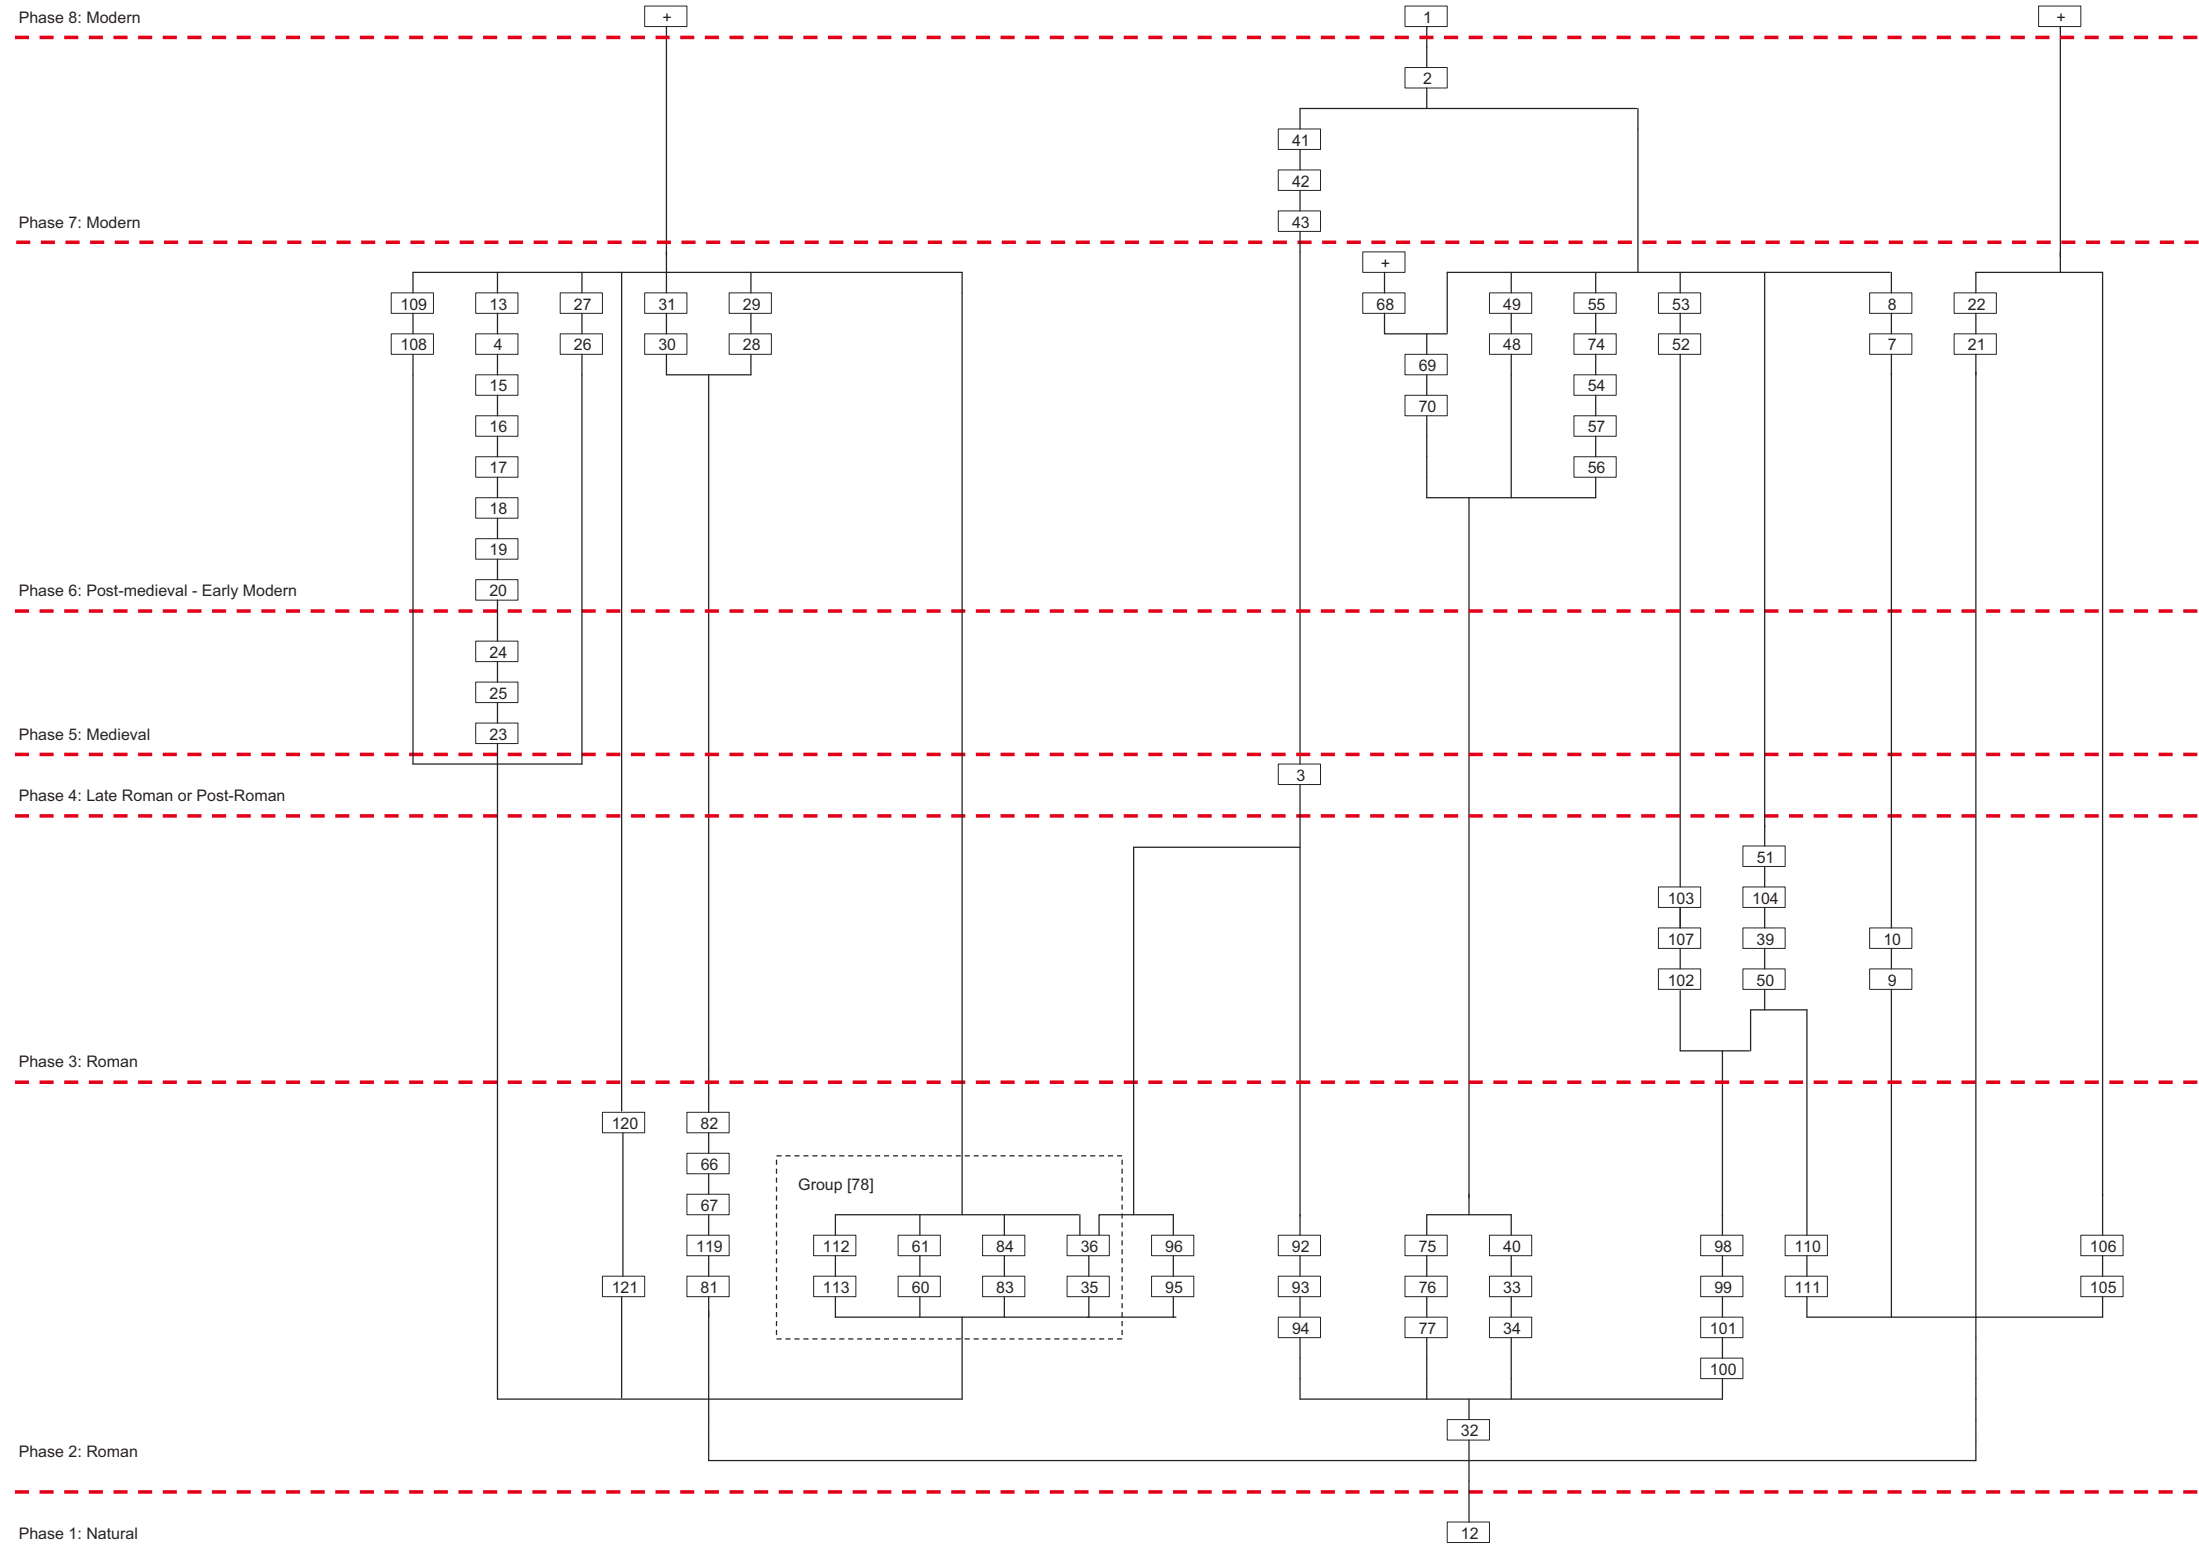 Phase 8: Modern + 1 +
2
41
42
Phase 7: Modern 43
+
109 13 27 31 29 68 49 55 53 8 22
108 4 26 30 28 48 74 52 7 21
69
15 54
70
16 57
17 56
18
19
Phase 6: Post-medieval - Early Modern 20
24
25
Phase 5: Medieval 23
3
Phase 4: Late Roman or Post-Roman
51
103 104
107 39 10
102 50 9
Phase 3: Roman
120 82
66
Group [78]
67
119 112 61 84 36 96 92 75 40 98 110 106
121 81 113 60 83 35 95 93 76 33 99 111 105
94 77 34 101
100
32
Phase 2: Roman
Phase 1: Natural 12